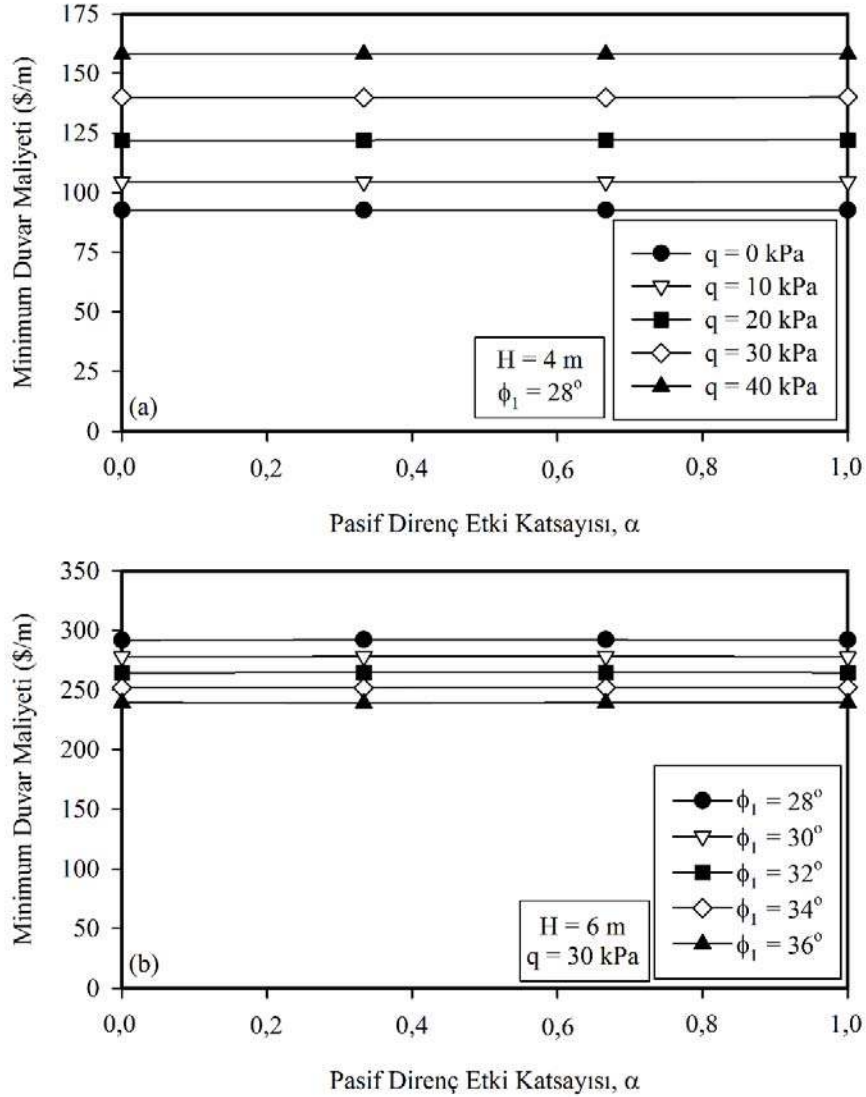 175
150
125
100
75
50
25
0
Minimum Duvar Maliyeti ($/m)
q = 0 kPa
q = 10 kPa
q = 20 kPa
q = 30 kPa
q = 40 kPa
H = 4 m
ϕ₁ = 28°
(a)
0,0 0,2 0,4 0,6 0,8 1,0
Pasif Direnç Etki Katsayısı, α
350
300
250
200
150
100
50
0
Minimum Duvar Maliyeti ($/m)
ϕ₁ = 28°
ϕ₁ = 30°
ϕ₁ = 32°
ϕ₁ = 34°
ϕ₁ = 36°
H = 6 m
q = 30 kPa
(b)
0,0 0,2 0,4 0,6 0,8 1,0
Pasif Direnç Etki Katsayısı, α